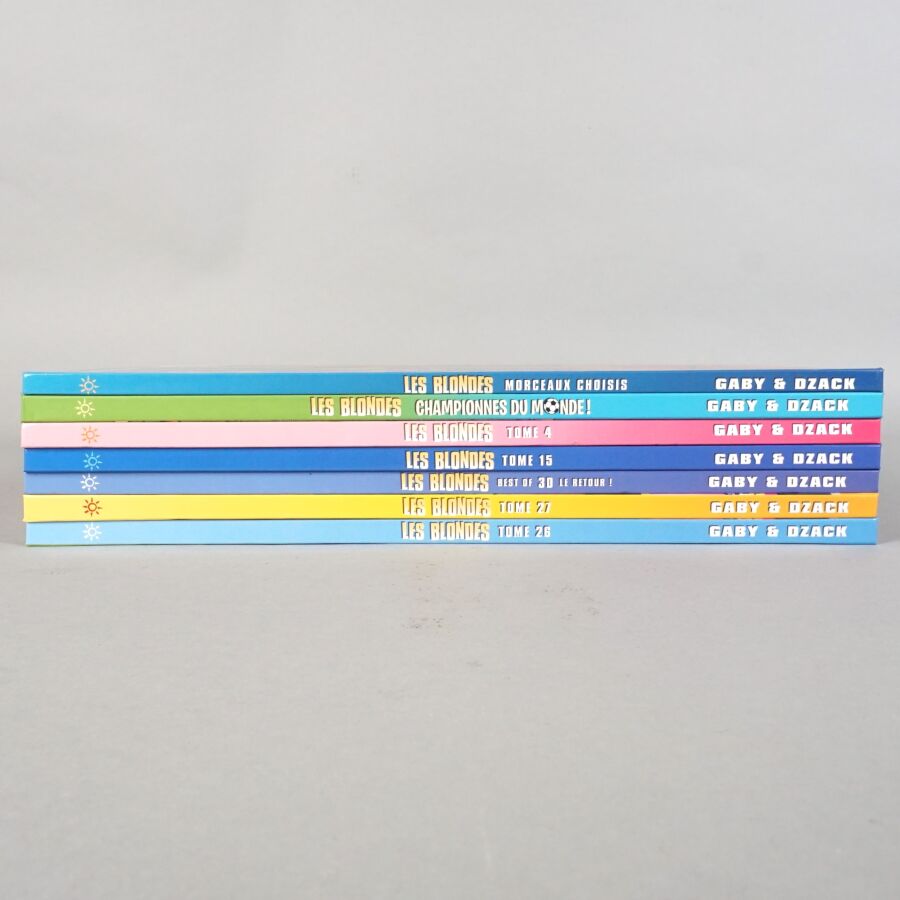 LES BLONDES MORCEAUX CHOISIS GABY & DZACK
LES BLONDES CHAMPIONNES DU MONDE! GABY & DZACK
LES BLONDES TOME 4 GABY & DZACK
LES BLONDES TOME 15 GABY & DZACK
LES BLONDES BEST OF 3D LE RETOUR ! GABY & DZACK
LES BLONDES TOME 27 GABY & DZACK
LES BLONDES TOME 26 GABY & DZACK